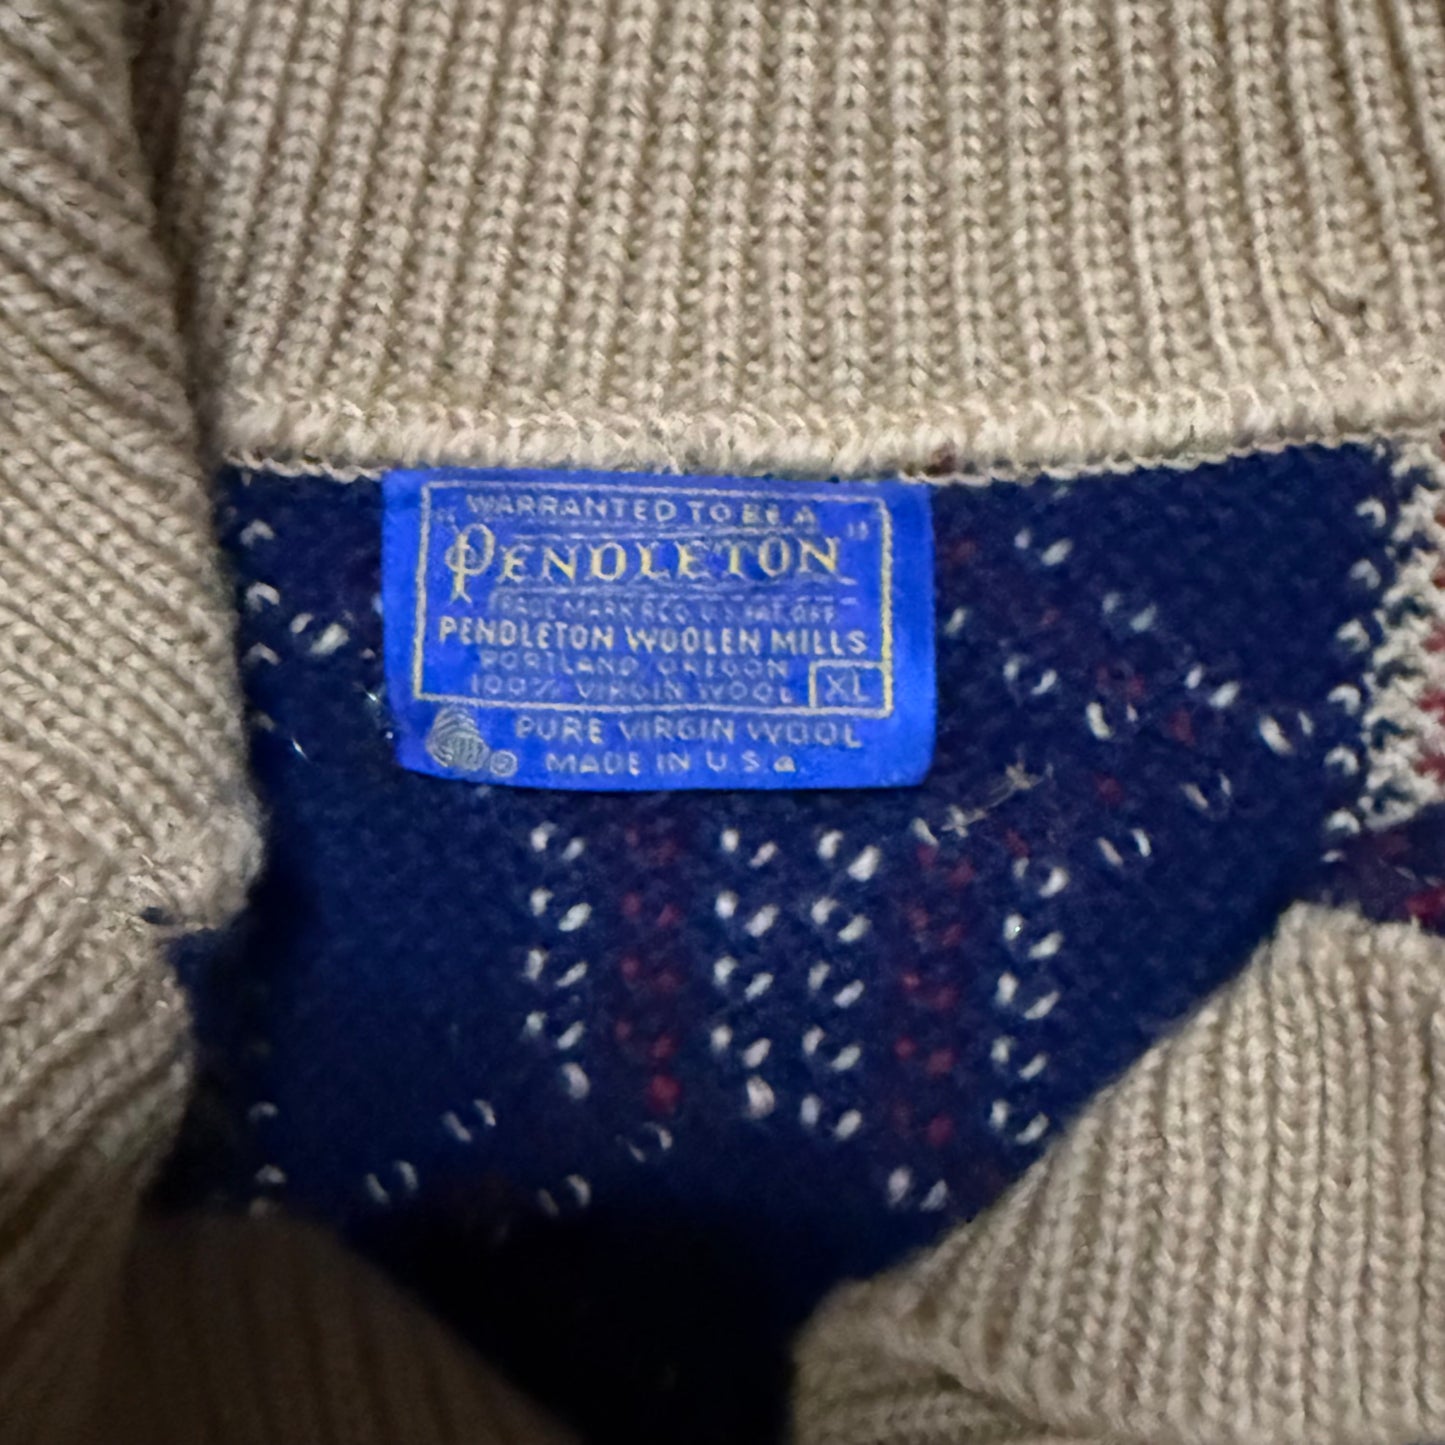 WARRANTED TO BE A
"PENDLETON"
TRADE MARK REG. U.S. PAT. OFF.
PENDLETON WOOLEN MILLS
PORTLAND, OREGON
100% VIRGIN WOOL XL
PURE VIRGIN WOOL
MADE IN U.S.A.